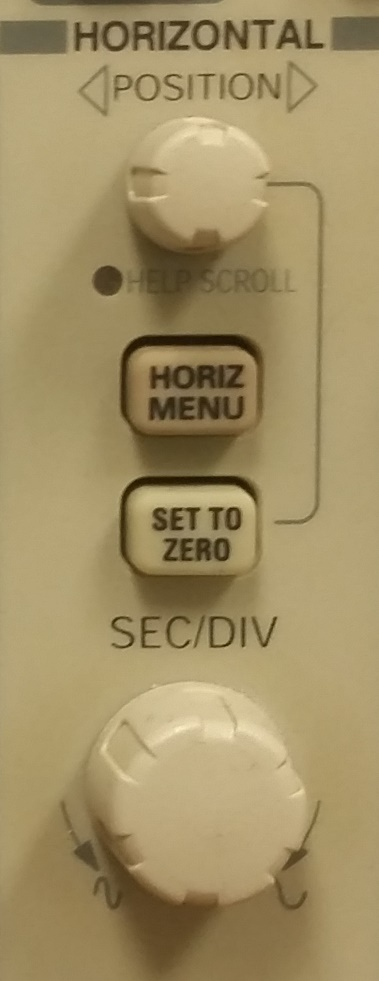 HORIZONTAL
POSITION
HELP SCROLL
HORIZ
MENU
SET TO
ZERO
SEC/DIV